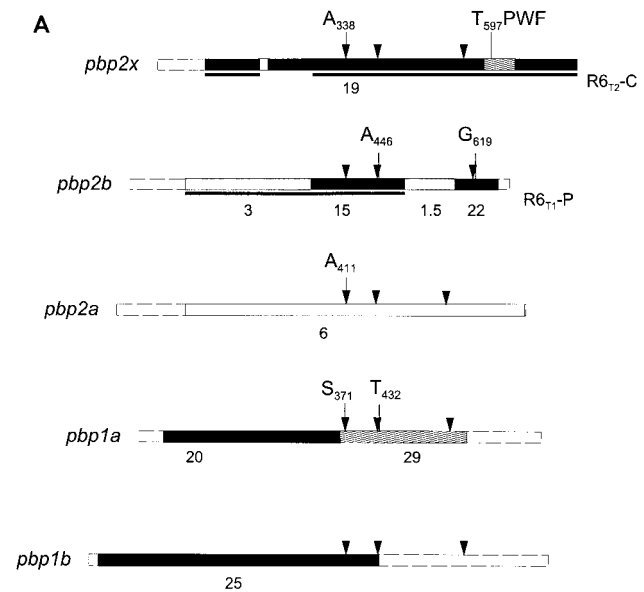 A
A338 T597PWF
pbp2x
19 R6T2-C
A446 G619
pbp2b
3 15 1.5 22 R6T1-P
A411
pbp2a
6
S371 T432
pbp1a
20 29
pbp1b
25